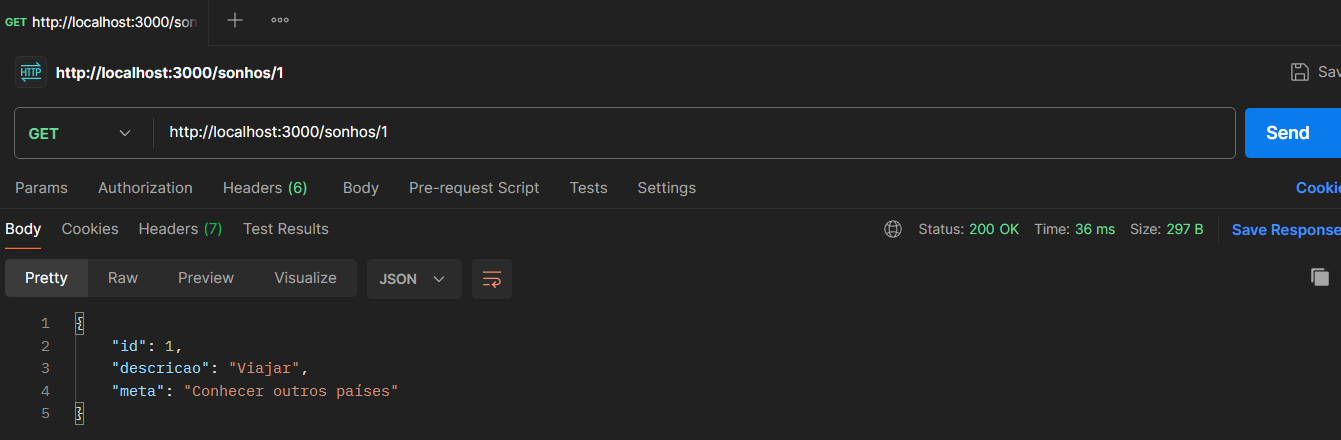 GET http://localhost:3000/son
HTTP http://localhost:3000/sonhos/1 Sav
GET http://localhost:3000/sonhos/1 Send
Params Authorization Headers (6) Body Pre-request Script Tests Settings Cookie
Body Cookies Headers (7) Test Results Status: 200 OK Time: 36 ms Size: 297 B Save Response
Pretty Raw Preview Visualize JSON
1 {
2 "id": 1,
3 "descricao": "Viajar",
4 "meta": "Conhecer outros países"
5 }